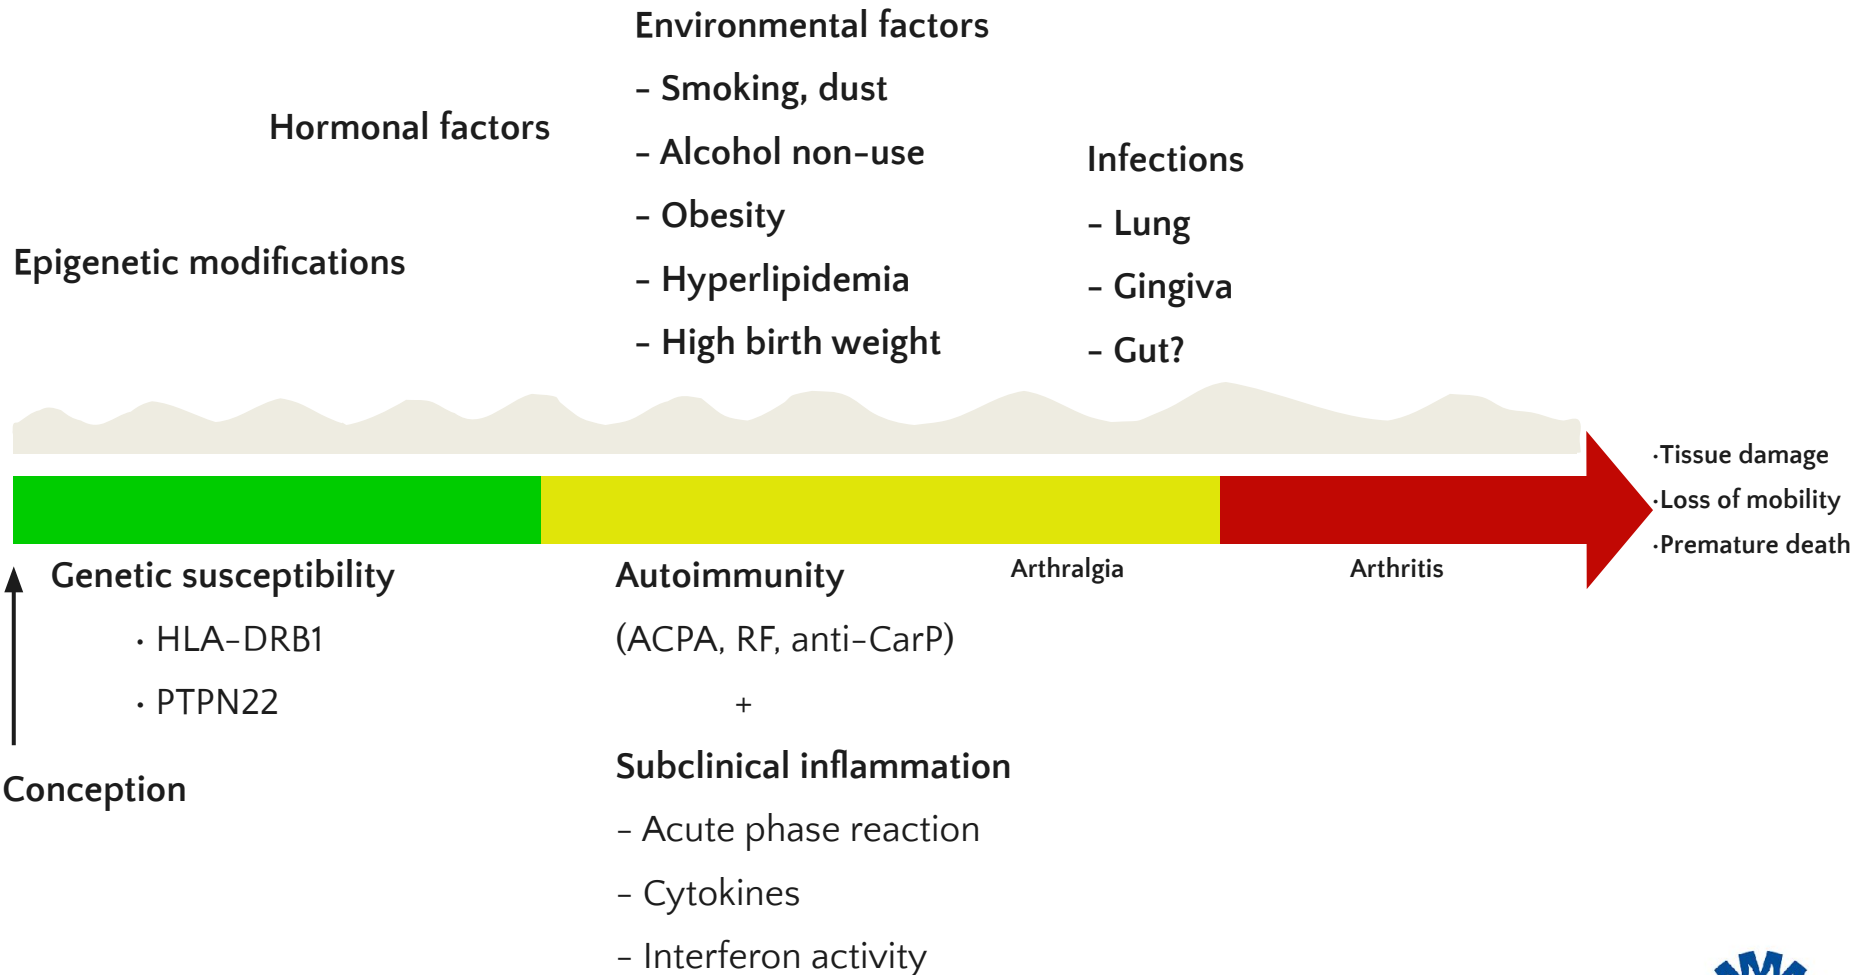 Environmental factors
- Smoking, dust
- Alcohol non-use
- Obesity
- Hyperlipidemia
- High birth weight
Hormonal factors
Epigenetic modifications
Infections
- Lung
- Gingiva
- Gut?
·Tissue damage
·Loss of mobility
·Premature death
Genetic susceptibility
· HLA-DRB1
· PTPN22
Conception
Autoimmunity
(ACPA, RF, anti-CarP)
+
Subclinical inflammation
- Acute phase reaction
- Cytokines
- Interferon activity
Arthralgia
Arthritis